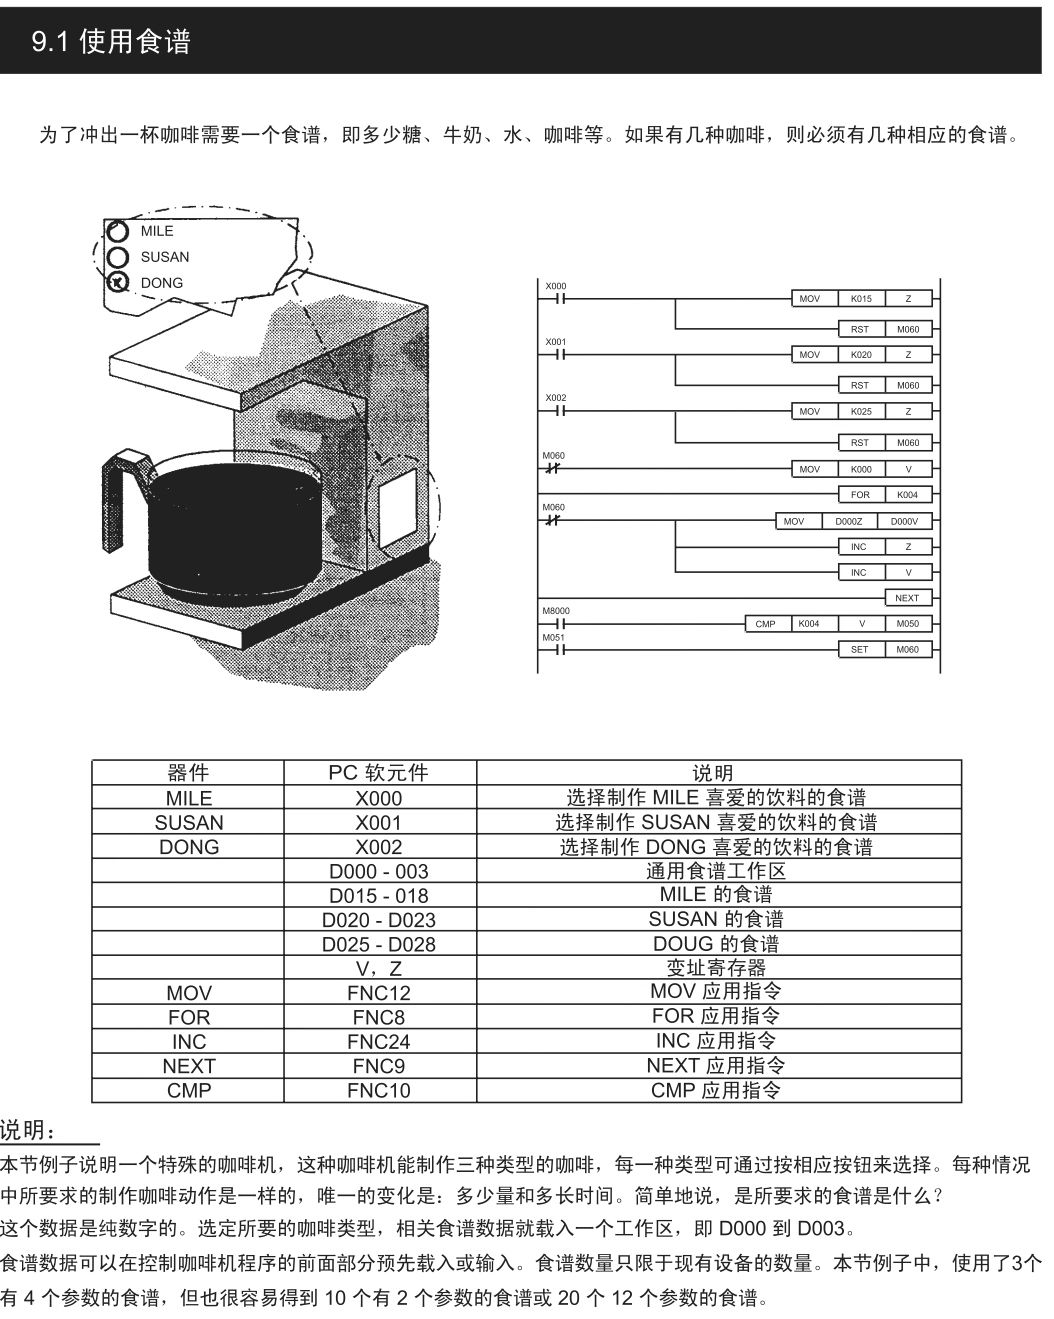 9.1 使用食谱
为了冲出一杯咖啡需要一个食谱，即多少糖、牛奶、水、咖啡等。如果有几种咖啡，则必须有几种相应的食谱。
MILE
SUSAN
DONG
X000
MOV K015 Z
RST M060
X001
MOV K020 Z
RST M060
X002
MOV K025 Z
RST M060
M060
MOV K000 V
FOR K004
M060
MOV D000Z D000V
INC Z
INC V
NEXT
M8000
CMP K004 V M050
M051
SET M060
器件 PC 软元件 说明
MILE X000 选择制作 MILE 喜爱的饮料的食谱
SUSAN X001 选择制作 SUSAN 喜爱的饮料的食谱
DONG X002 选择制作 DONG 喜爱的饮料的食谱
D000 - 003 通用食谱工作区
D015 - 018 MILE 的食谱
D020 - D023 SUSAN 的食谱
D025 - D028 DOUG 的食谱
V，Z 变址寄存器
MOV FNC12 MOV 应用指令
FOR FNC8 FOR 应用指令
INC FNC24 INC 应用指令
NEXT FNC9 NEXT 应用指令
CMP FNC10 CMP 应用指令
说明：
本节例子说明一个特殊的咖啡机，这种咖啡机能制作三种类型的咖啡，每一种类型可通过按相应按钮来选择。每种情况
中所要求的制作咖啡动作是一样的，唯一的变化是：多少量和多长时间。简单地说，是所要求的食谱是什么？
这个数据是纯数字的。选定所要的咖啡类型，相关食谱数据就载入一个工作区，即 D000 到 D003。
食谱数据可以在控制咖啡机程序的前面部分预先载入或输入。食谱数量只限于现有设备的数量。本节例子中，使用了3个
有 4 个参数的食谱，但也很容易得到 10 个有 2 个参数的食谱或 20 个 12 个参数的食谱。